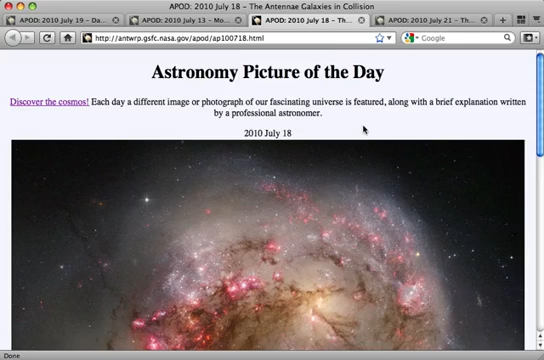 APOD: 2010 July 18 – The Antennae Galaxies in Collision
APOD: 2010 July 19 – Da...
APOD: 2010 July 13 – Mo...
APOD: 2010 July 18 – Th...
APOD: 2010 July 21 – Th...
http://antwrp.gsfc.nasa.gov/apod/ap100718.html
Google
Astronomy Picture of the Day
Discover the cosmos! Each day a different image or photograph of our fascinating universe is featured, along with a brief explanation written
by a professional astronomer.
2010 July 18
Done